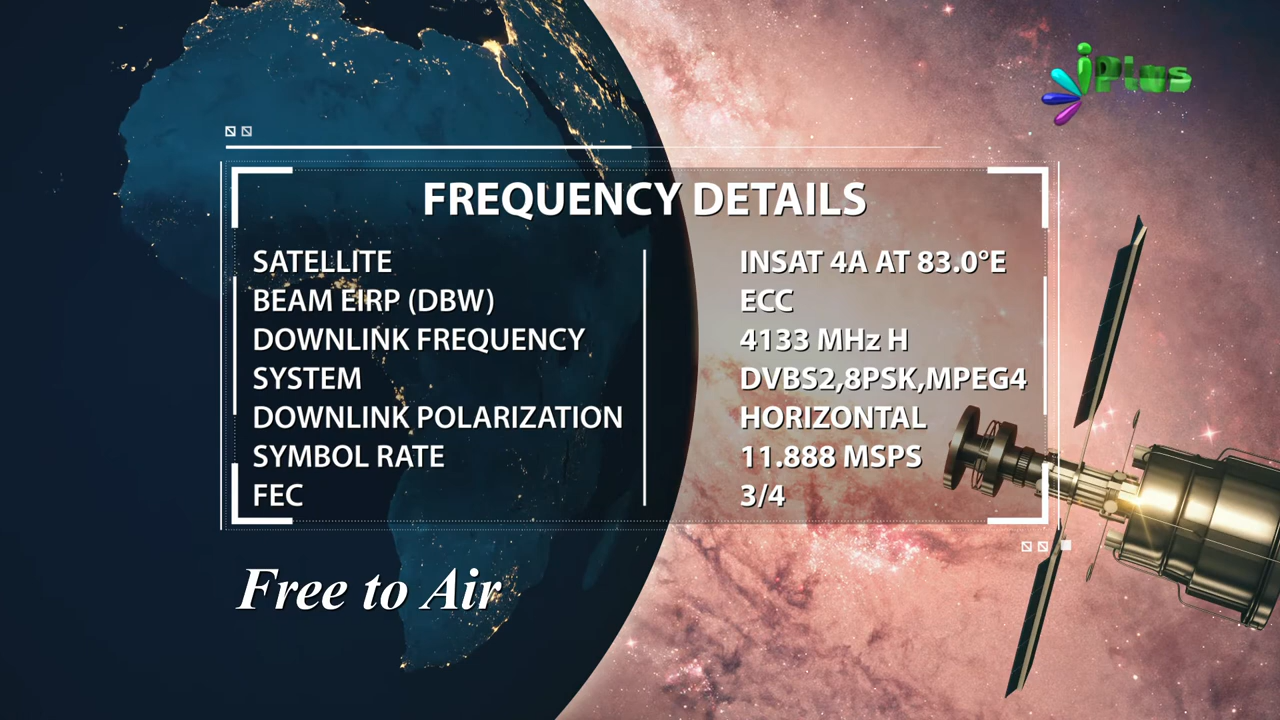 iPlus
FREQUENCY DETAILS
SATELLITE INSAT 4A AT 83.0°E
BEAM EIRP (DBW) ECC
DOWNLINK FREQUENCY 4133 MHz H
SYSTEM DVBS2,8PSK,MPEG4
DOWNLINK POLARIZATION HORIZONTAL
SYMBOL RATE 11.888 MSPS
FEC 3/4
Free to Air